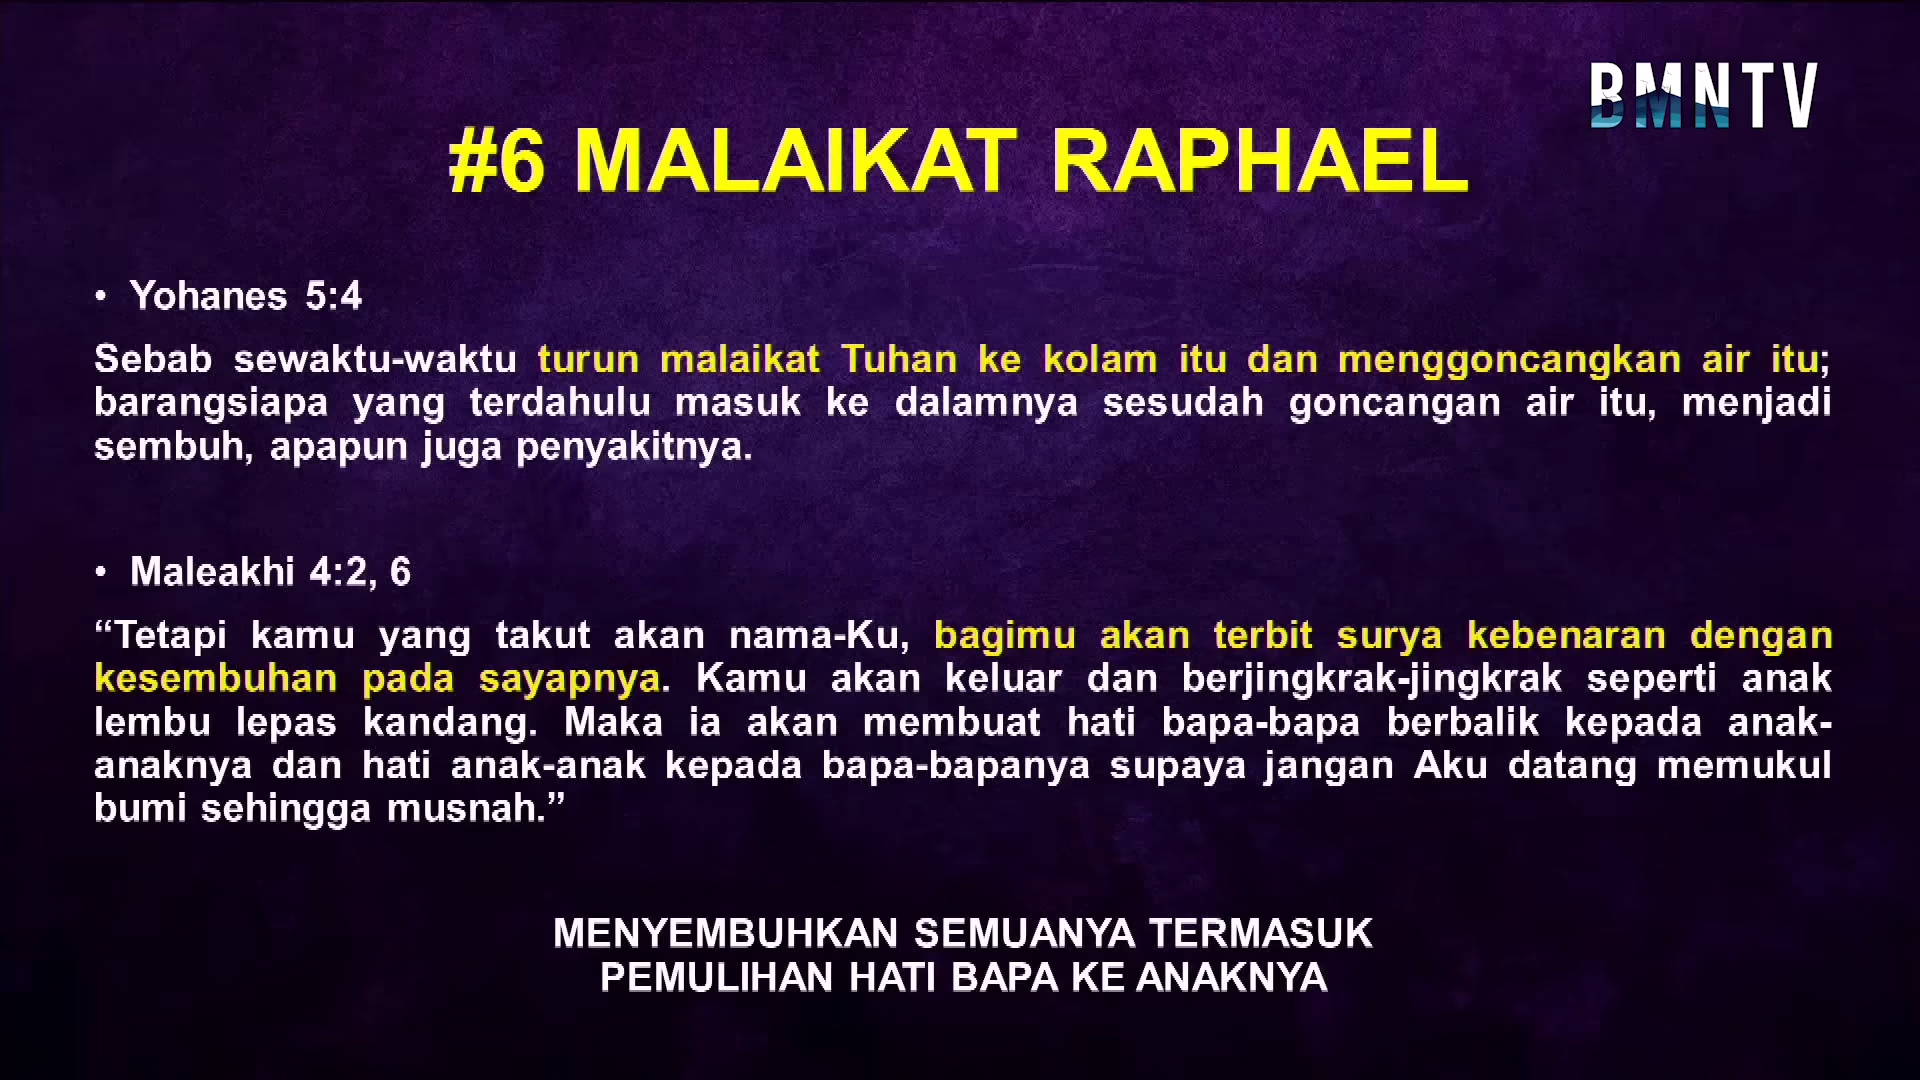 BMNTV
#6 MALAIKAT RAPHAEL
• Yohanes 5:4
Sebab sewaktu-waktu turun malaikat Tuhan ke kolam itu dan menggoncangkan air itu;
barangsiapa yang terdahulu masuk ke dalamnya sesudah goncangan air itu, menjadi
sembuh, apapun juga penyakitnya.
• Maleakhi 4:2, 6
“Tetapi kamu yang takut akan nama-Ku, bagimu akan terbit surya kebenaran dengan
kesembuhan pada sayapnya. Kamu akan keluar dan berjingkrak-jingkrak seperti anak
lembu lepas kandang. Maka ia akan membuat hati bapa-bapa berbalik kepada anak-
anaknya dan hati anak-anak kepada bapa-bapanya supaya jangan Aku datang memukul
bumi sehingga musnah.”
MENYEMBUHKAN SEMUANYA TERMASUK
PEMULIHAN HATI BAPA KE ANAKNYA